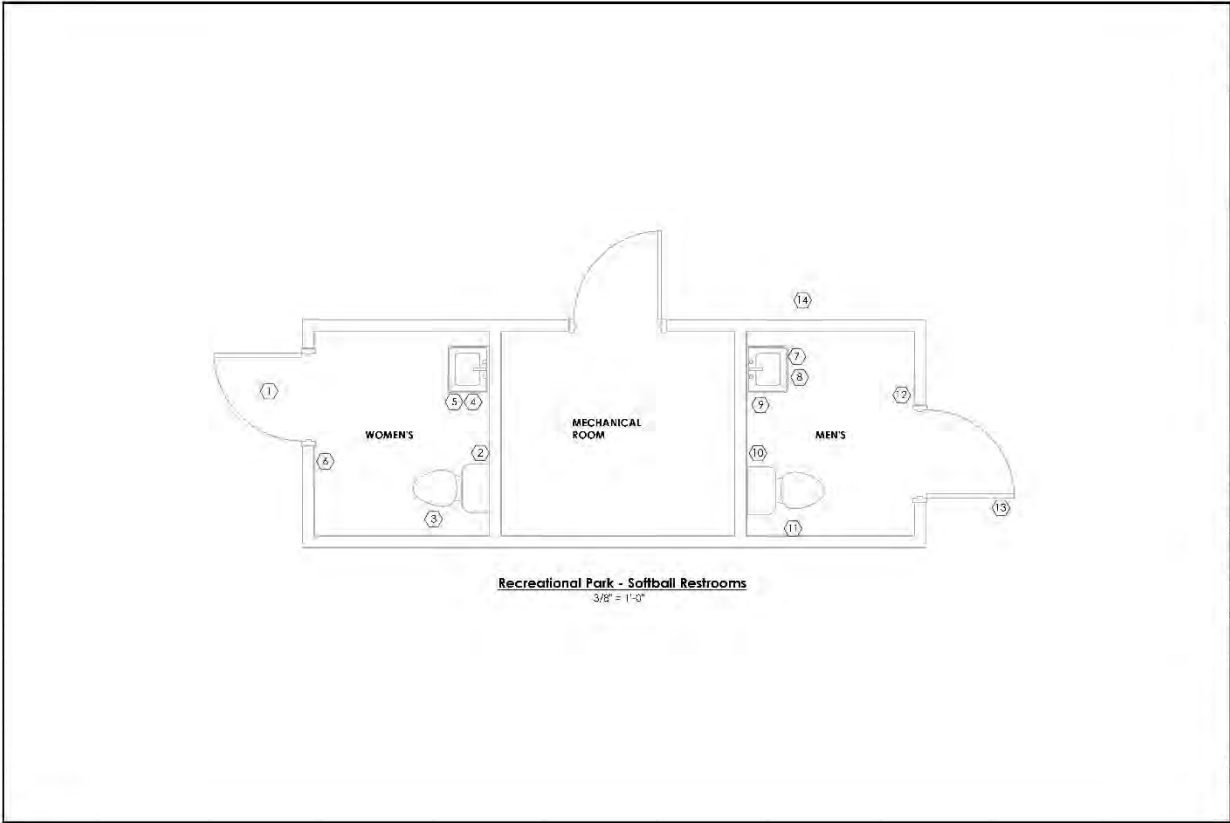 14
7
8
1
12
5 4
9
MECHANICAL
ROOM
WOMEN'S
MEN'S
2
10
6
13
3
11
Recreational Park - Softball Restrooms
3/8" = 1'-0"